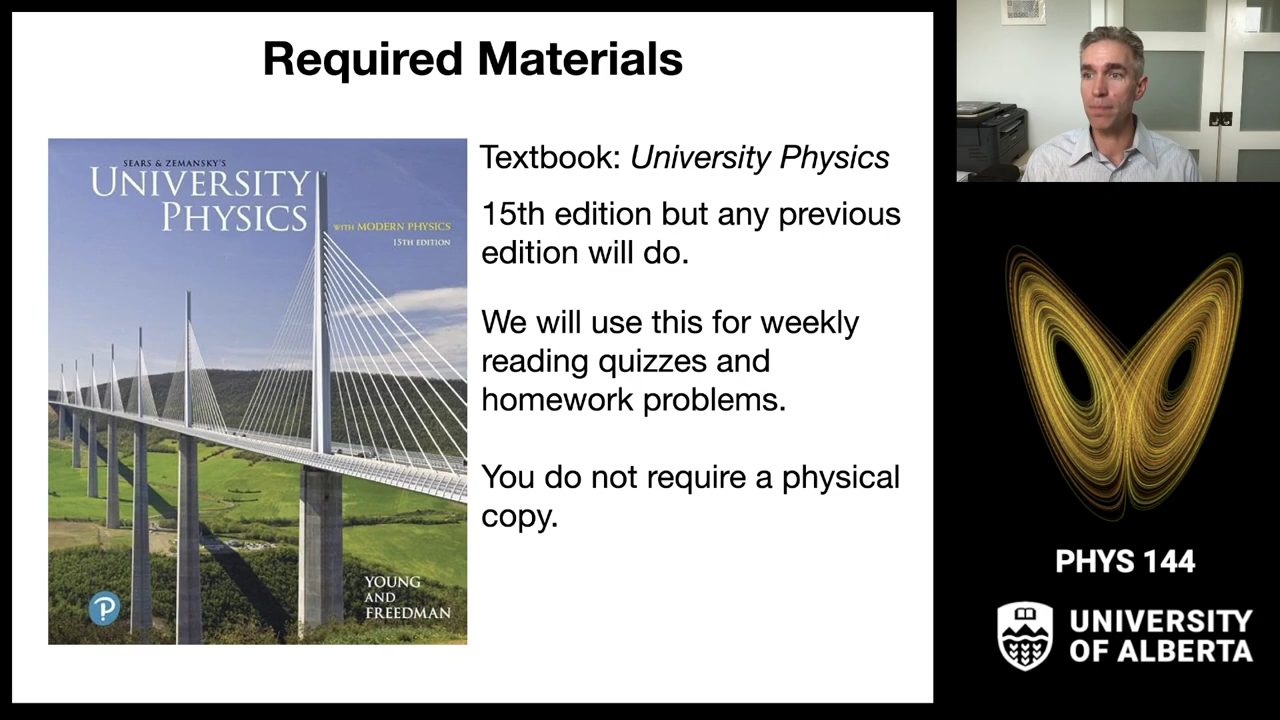 Required Materials
SEARS & ZEMANSKY'S
UNIVERSITY
PHYSICS
WITH MODERN PHYSICS
15TH EDITION
YOUNG
AND
FREEDMAN
P
Textbook: University Physics
15th edition but any previous
edition will do.
We will use this for weekly
reading quizzes and
homework problems.
You do not require a physical
copy.
PHYS 144
UNIVERSITY
OF ALBERTA